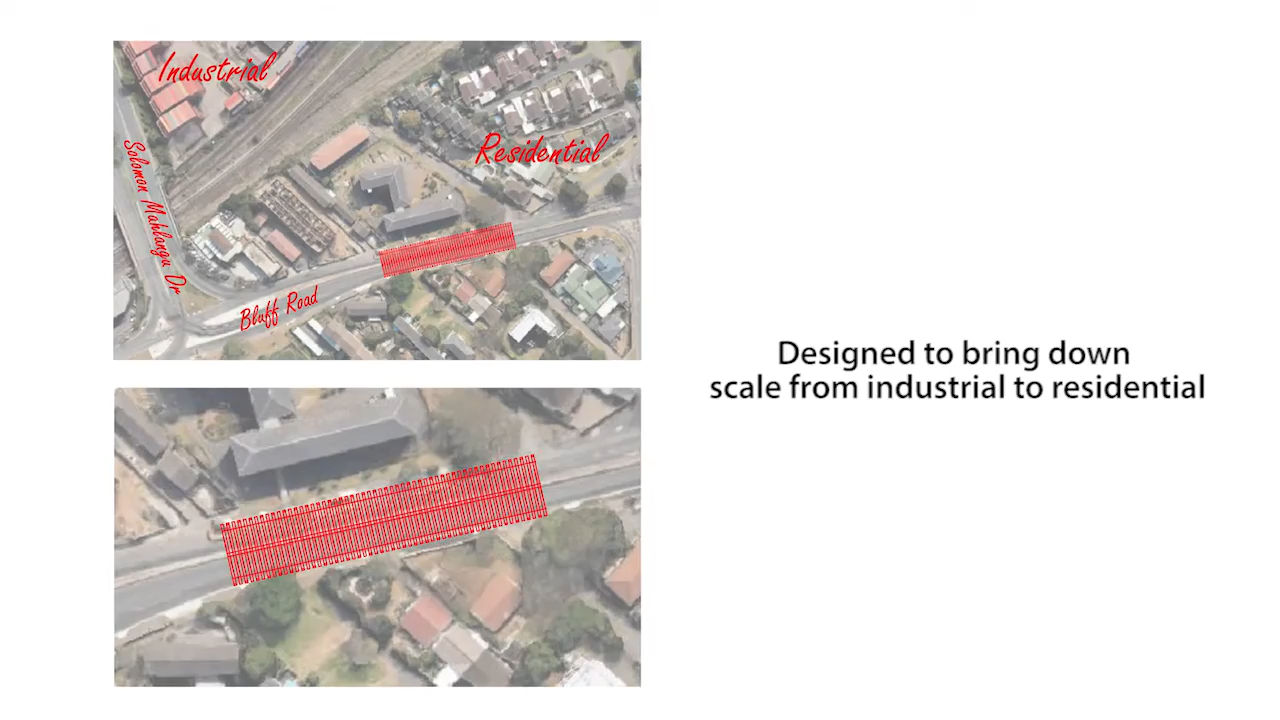 Industrial
Residential
Solomon Mahlangu Dr
Bluff Road
Designed to bring down
scale from industrial to residential